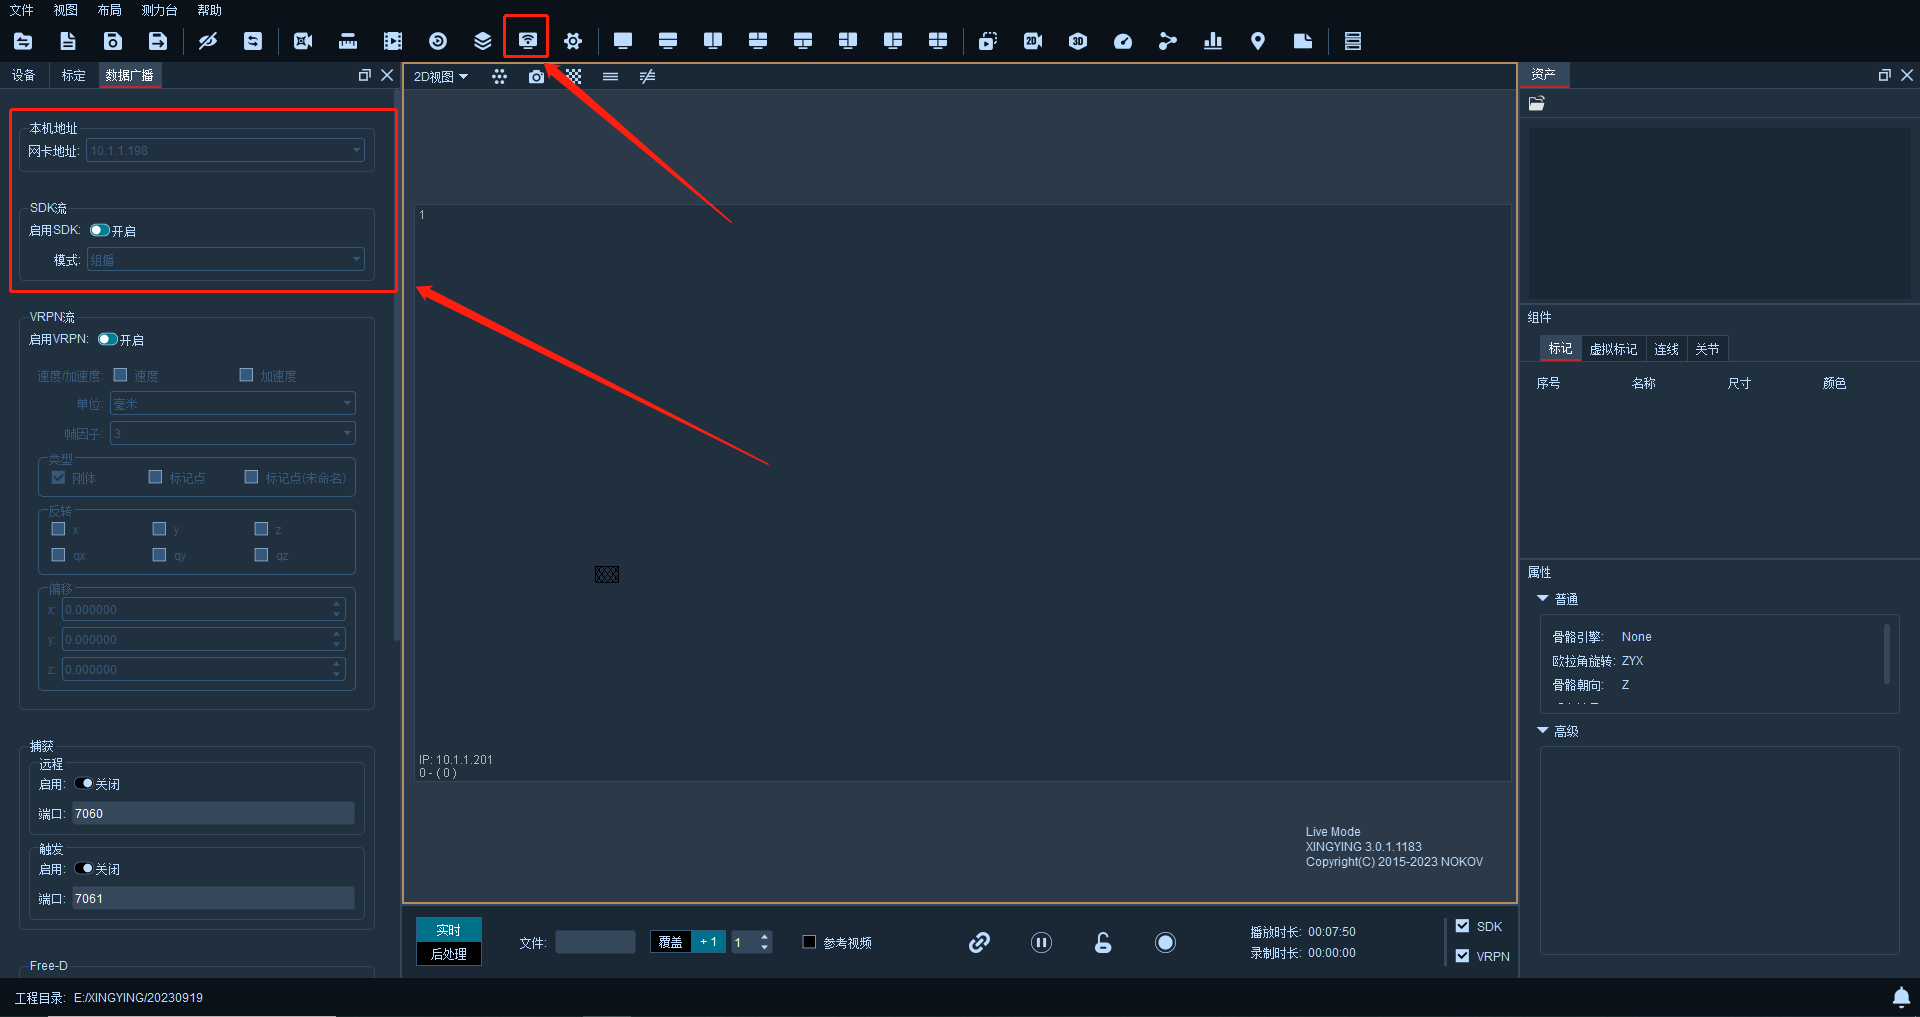 文件 视图 布局 测力台 帮助
2D 3D
设备 标定 数据广播
2D视图
资产
本机地址
网卡地址: 10.1.1.198
SDK流
启用SDK: 开启
模式: 组播
VRPN流
启用VRPN: 开启
速度/加速度: 速度 加速度
单位: 毫米
帧因子: 3
类型
刚体 标记点 标记点(未命名)
反转
x y z
qx qy qz
偏移
x: 0.000000
y: 0.000000
z: 0.000000
捕获
远程
启用: 关闭
端口: 7060
触发
启用: 关闭
端口: 7061
Free-D
1
IP: 10.1.1.201
0 - ( 0 )
Live Mode
XINGYING 3.0.1.1183
Copyright(C) 2015-2023 NOKOV
组件
标记 虚拟标记 连线 关节
序号 名称 尺寸 颜色
属性
普通
骨骼引擎: None
欧拉角旋转: ZYX
骨骼朝向: Z
高级
实时
后处理
文件: 覆盖 + 1 1 参考视频
播放时长: 00:07:50
录制时长: 00:00:00
SDK
VRPN
工程目录: E:/XINGYING/20230919